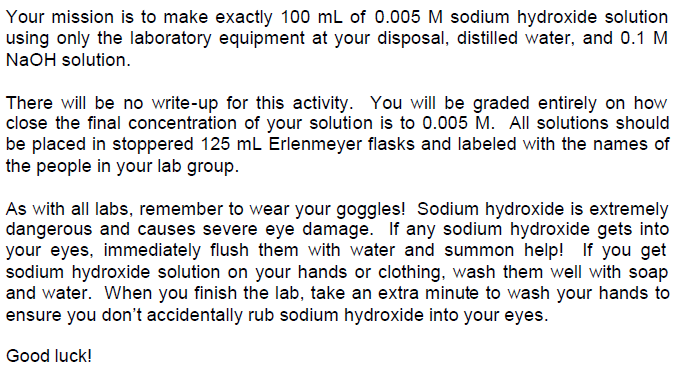 Your mission is to make exactly 100 mL of 0.005 M sodium hydroxide solution
using only the laboratory equipment at your disposal, distilled water, and 0.1 M
NaOH solution.
There will be no write-up for this activity. You will be graded entirely on how
close the final concentration of your solution is to 0.005 M. All solutions should
be placed in stoppered 125 mL Erlenmeyer flasks and labeled with the names of
the people in your lab group.
As with all labs, remember to wear your goggles! Sodium hydroxide is extremely
dangerous and causes severe eye damage. If any sodium hydroxide gets into
your eyes, immediately flush them with water and summon help! If you get
sodium hydroxide solution on your hands or clothing, wash them well with soap
and water. When you finish the lab, take an extra minute to wash your hands to
ensure you don't accidentally rub sodium hydroxide into your eyes.
Good luck!